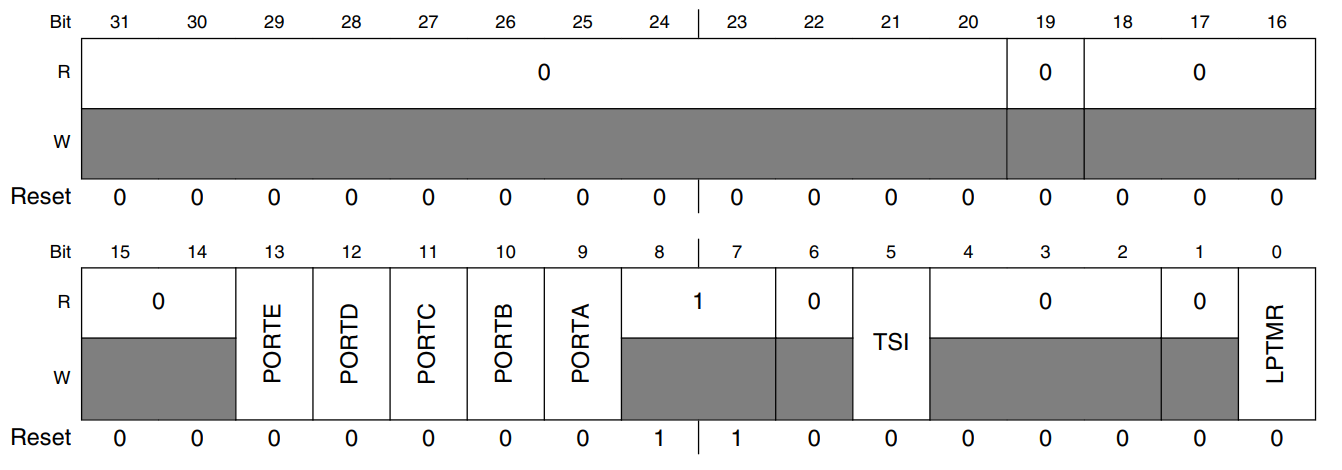 Bit 31 30 29 28 27 26 25 24 23 22 21 20 19 18 17 16
R 0 0 0
W
Reset 0 0 0 0 0 0 0 0 0 0 0 0 0 0 0 0
Bit 15 14 13 12 11 10 9 8 7 6 5 4 3 2 1 0
R 0 PORTE PORTD PORTC PORTB PORTA 1 0 TSI 0 0 LPTMR
W
Reset 0 0 0 0 0 0 0 1 1 0 0 0 0 0 0 0